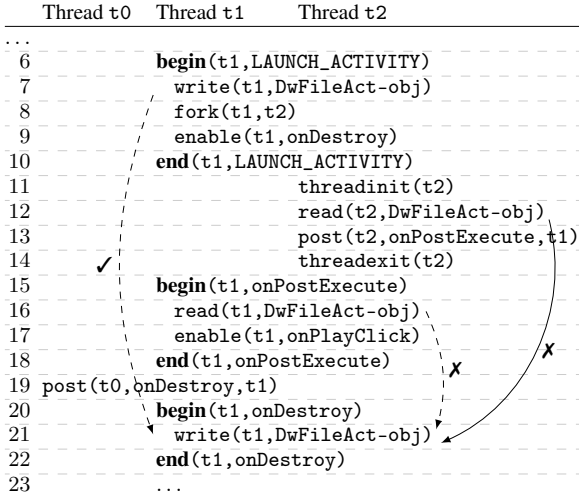 Thread t0 Thread t1 Thread t2
...
6 begin(t1,LAUNCH_ACTIVITY)
7 write(t1,DwFileAct-obj)
8 fork(t1,t2)
9 enable(t1,onDestroy)
10 end(t1,LAUNCH_ACTIVITY)
11 threadinit(t2)
12 read(t2,DwFileAct-obj)
13 post(t2,onPostExecute,t1)
14 threadexit(t2)
15 begin(t1,onPostExecute)
16 read(t1,DwFileAct-obj)
17 enable(t1,onPlayClick)
18 end(t1,onPostExecute)
19 post(t0,onDestroy,t1)
20 begin(t1,onDestroy)
21 write(t1,DwFileAct-obj)
22 end(t1,onDestroy)
23 ...